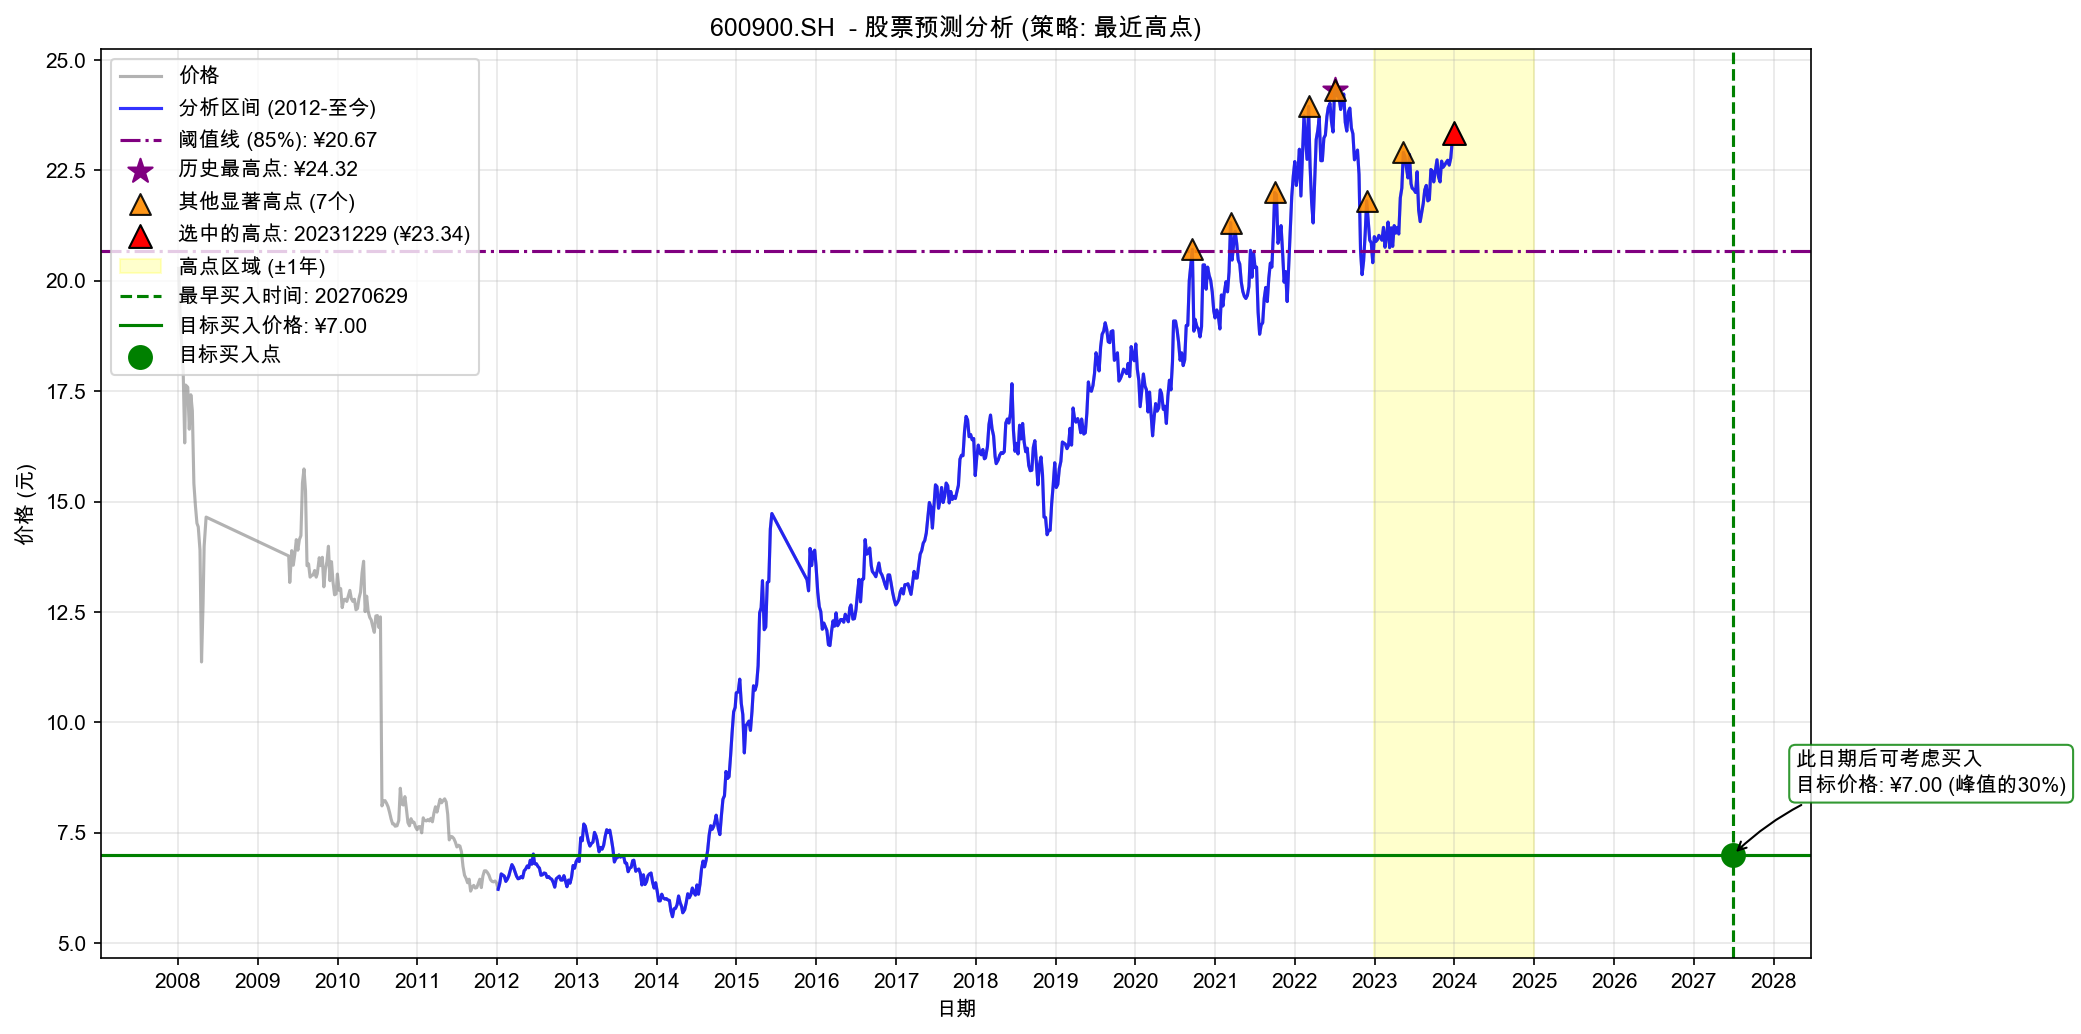 600900.SH - 股票预测分析 (策略: 最近高点)
价格 (元)
25.0
22.5
20.0
17.5
15.0
12.5
10.0
7.5
5.0
价格
分析区间 (2012-至今)
阈值线 (85%): ¥20.67
历史最高点: ¥24.32
其他显著高点 (7个)
选中的高点: 20231229 (¥23.34)
高点区域 (±1年)
最早买入时间: 20270629
目标买入价格: ¥7.00
目标买入点
此日期后可考虑买入
目标价格: ¥7.00 (峰值的30%)
2008 2009 2010 2011 2012 2013 2014 2015 2016 2017 2018 2019 2020 2021 2022 2023 2024 2025 2026 2027 2028
日期